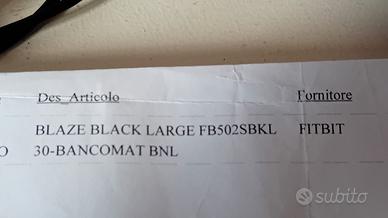 Des_Articolo Fornitore
BLAZE BLACK LARGE FB502SBKL FITBIT
O 30-BANCOMAT BNL
subito